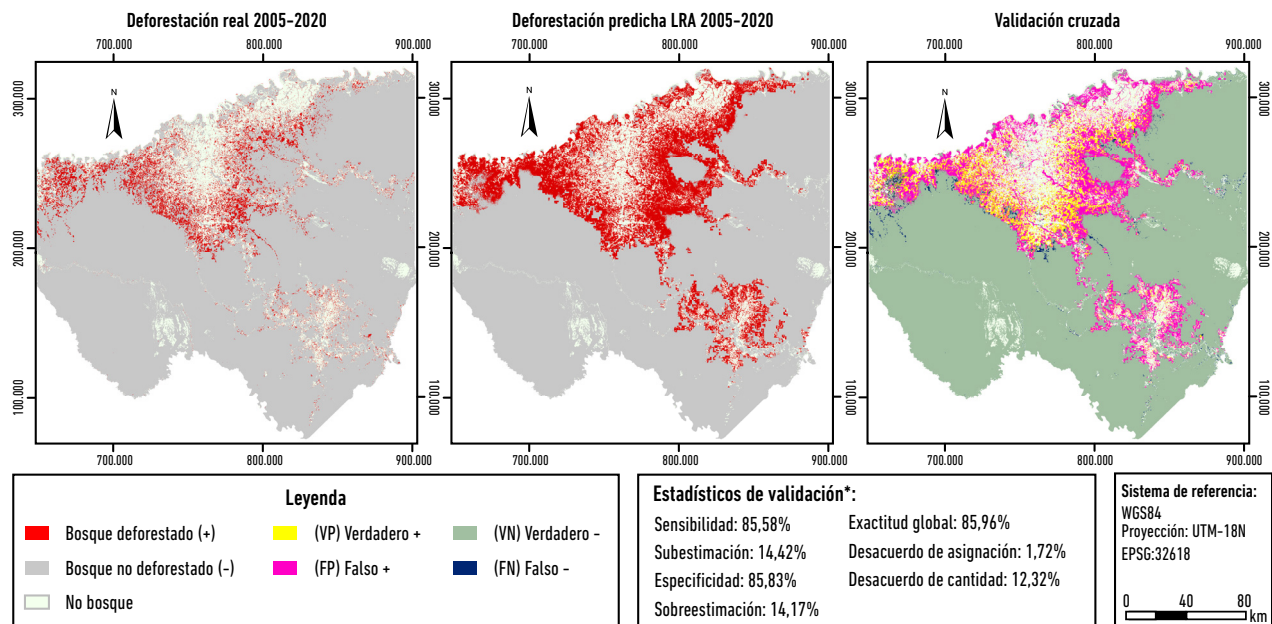 Deforestación real 2005-2020
Deforestación predicha LRA 2005-2020
Validación cruzada
700.000 800.000 900.000
700.000 800.000 900.000
700.000 800.000 900.000
300.000
200.000
100.000
N
300.000
200.000
100.000
N
300.000
200.000
100.000
N
300.000
200.000
100.000
700.000 800.000 900.000
700.000 800.000 900.000
700.000 800.000 900.000
Leyenda
Bosque deforestado (+)
(VP) Verdadero +
(VN) Verdadero -
Bosque no deforestado (-)
(FP) Falso +
(FN) Falso -
No bosque
Estadísticos de validación*:
Sensibilidad: 85,58%
Exactitud global: 85,96%
Subestimación: 14,42%
Desacuerdo de asignación: 1,72%
Especificidad: 85,83%
Desacuerdo de cantidad: 12,32%
Sobreestimación: 14,17%
Sistema de referencia:
WGS84
Proyección: UTM-18N
EPSG:32618
0 40 80
km